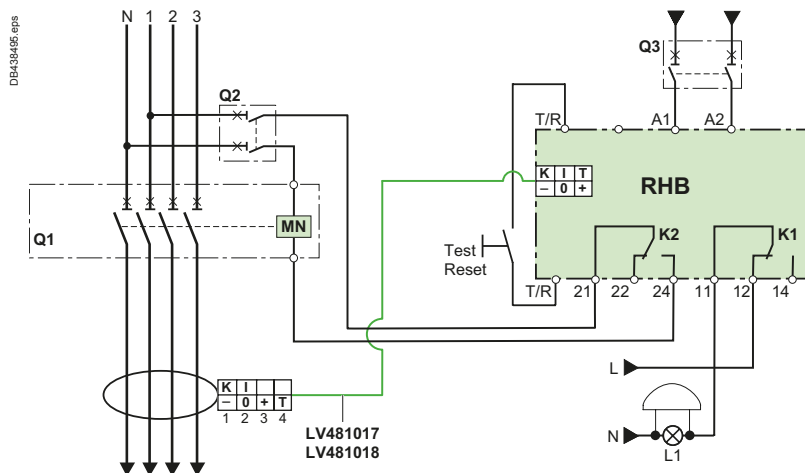 DB438495.eps
N 1 2 3
Q2
Q3
T/R A1 A2
K I T
– 0 +
RHB
MN
Q1
Test
Reset
K2 K1
T/R 21 22 24 11 12 14
K I
– 0 + T
1 2 3 4
LV481017
LV481018
L
N
L1